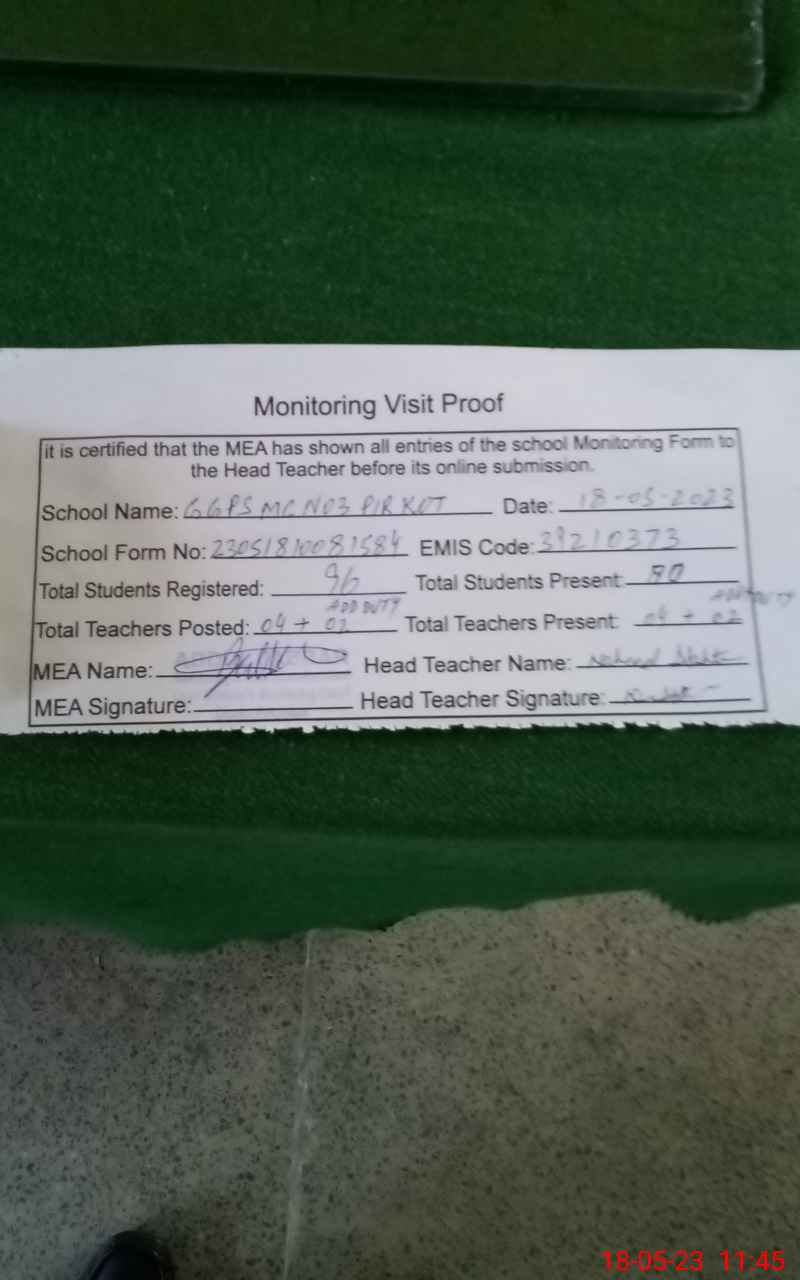 Monitoring Visit Proof
it is certified that the MEA has shown all entries of the school Monitoring Form to
the Head Teacher before its online submission.
School Name: GGPS MC NO3 PIR KOT Date: 18-05-2023
School Form No: 23051810081584 EMIS Code: 39210373
Total Students Registered: 96 Total Students Present: 80
ADD DUTY ADD DUTY
Total Teachers Posted: 04 + 02 Total Teachers Present: 04 + 02
MEA Name: Head Teacher Name:
MEA Signature: Head Teacher Signature:
18-05-23 11:45